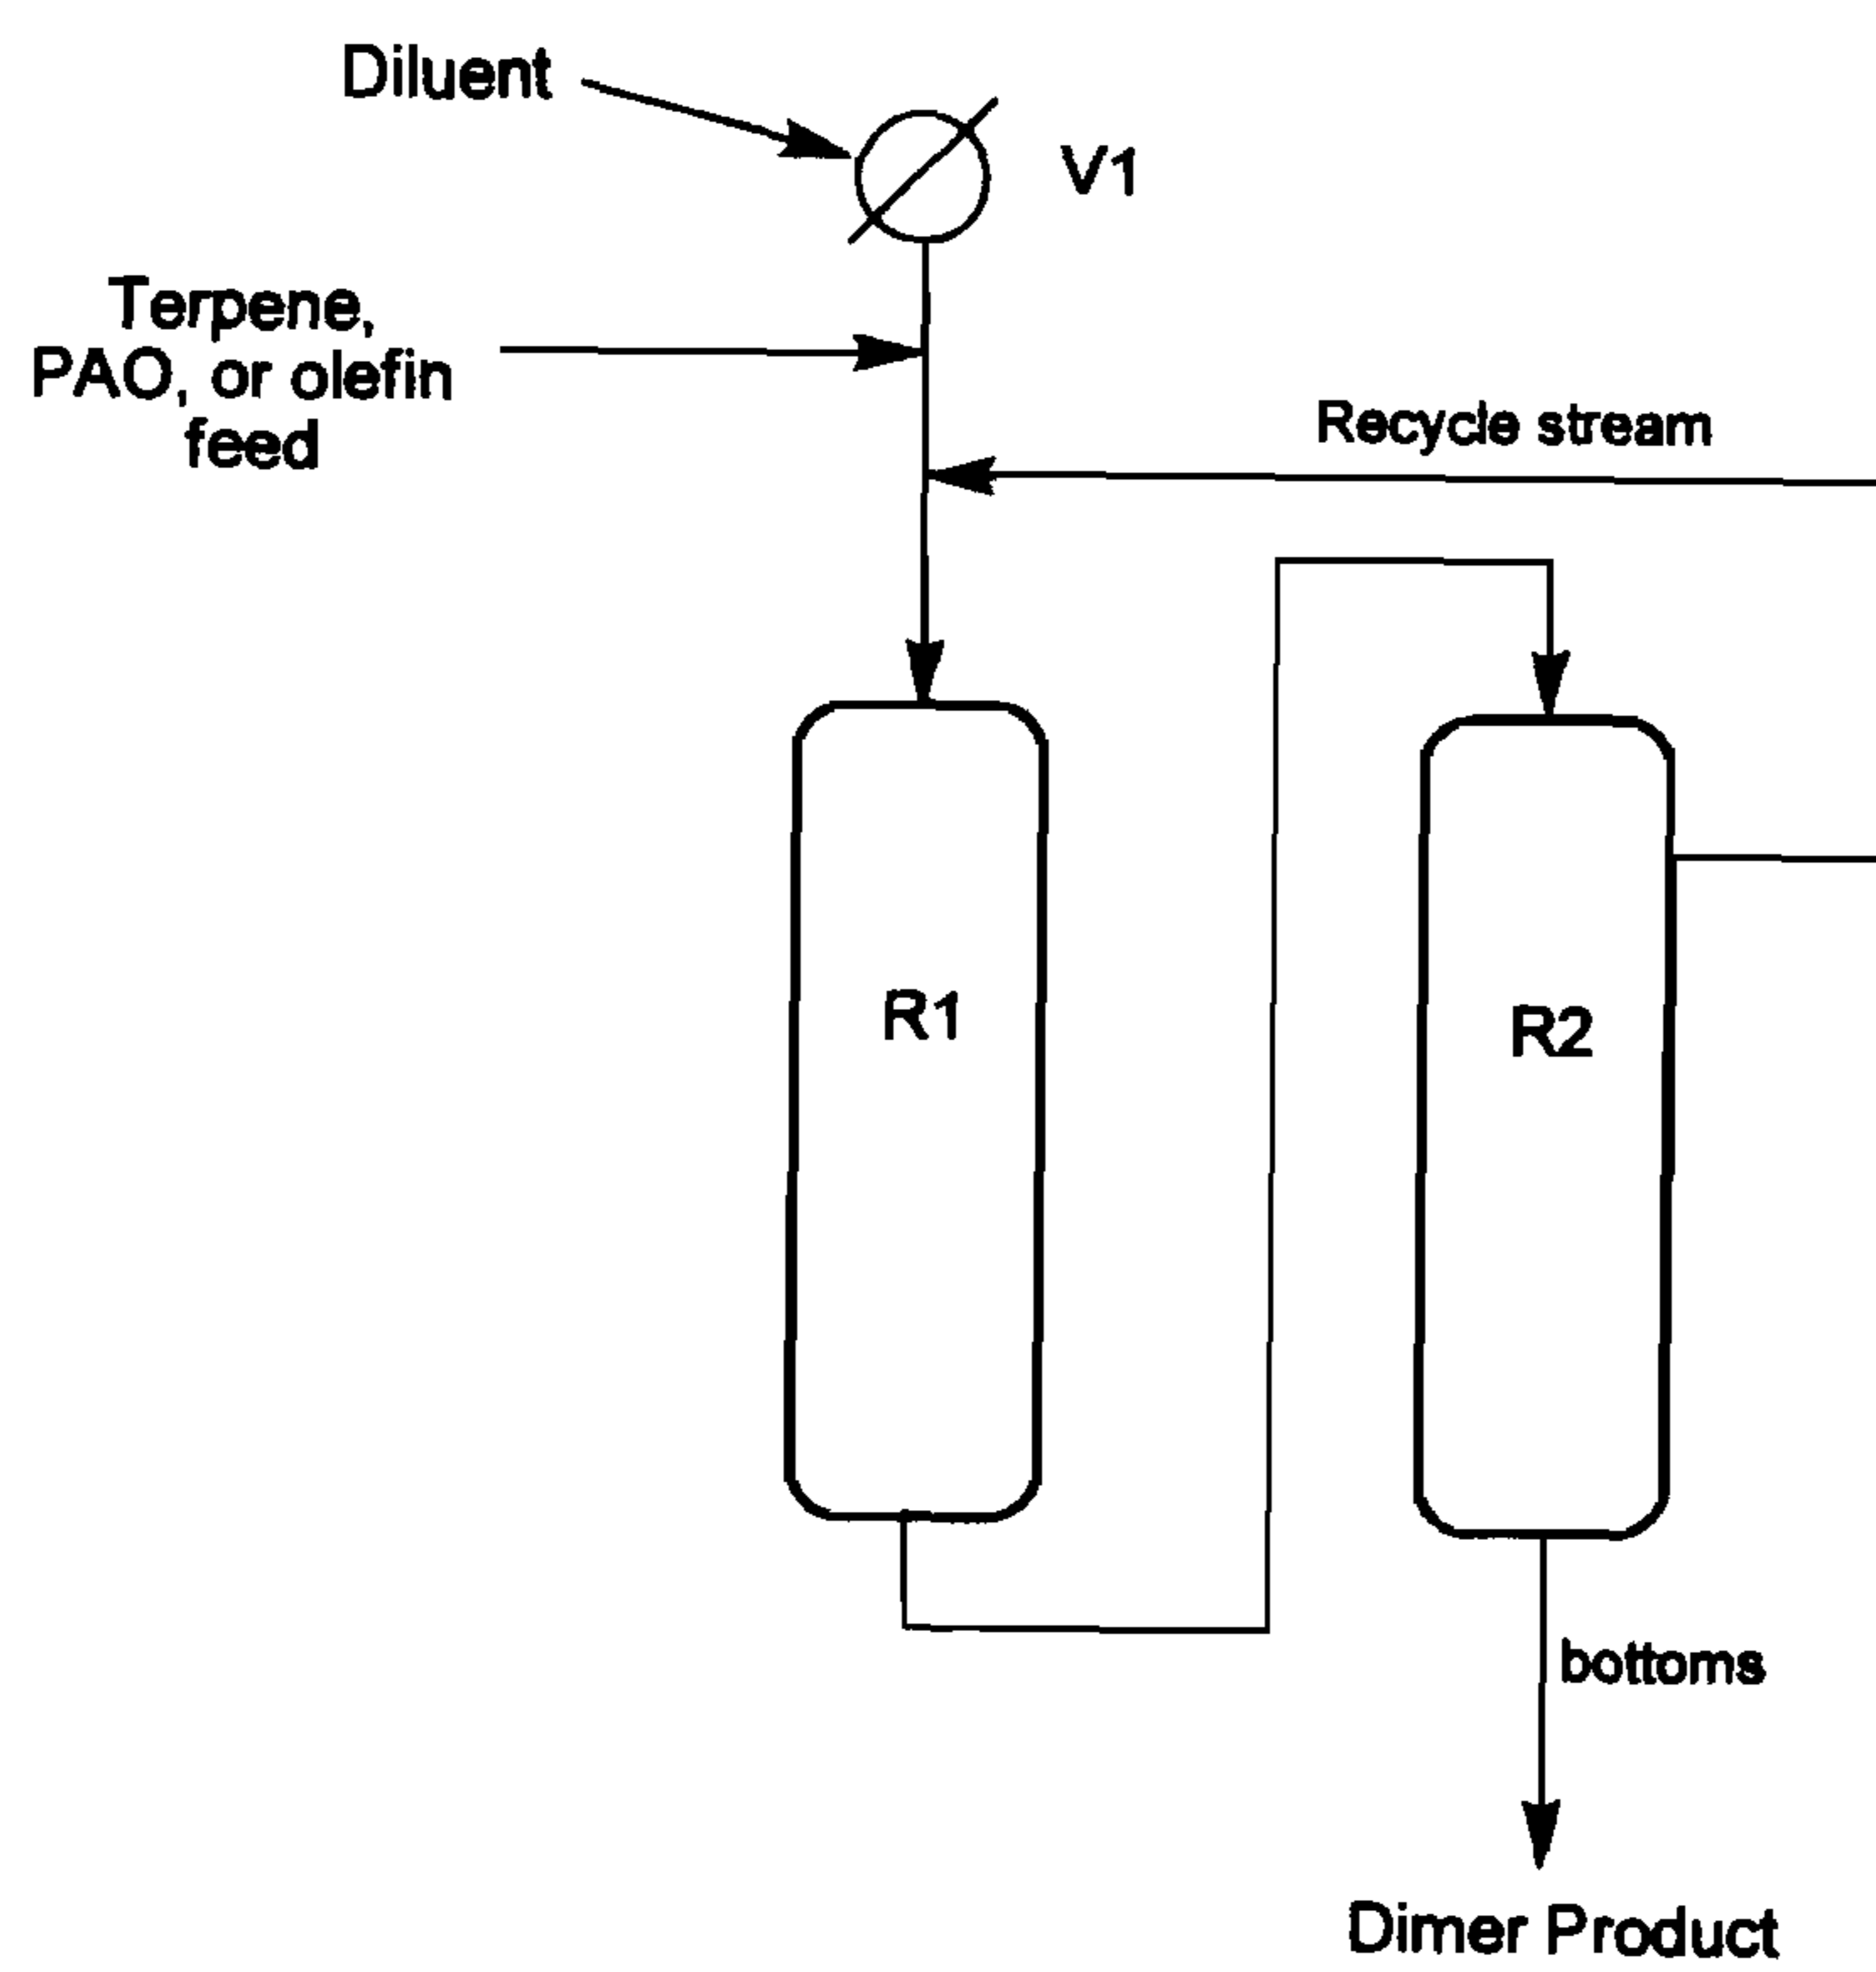 Diluent
V1
Terpene,
PAO, or olefin
feed
Recycle stream
R1
R2
bottoms
Dimer Product